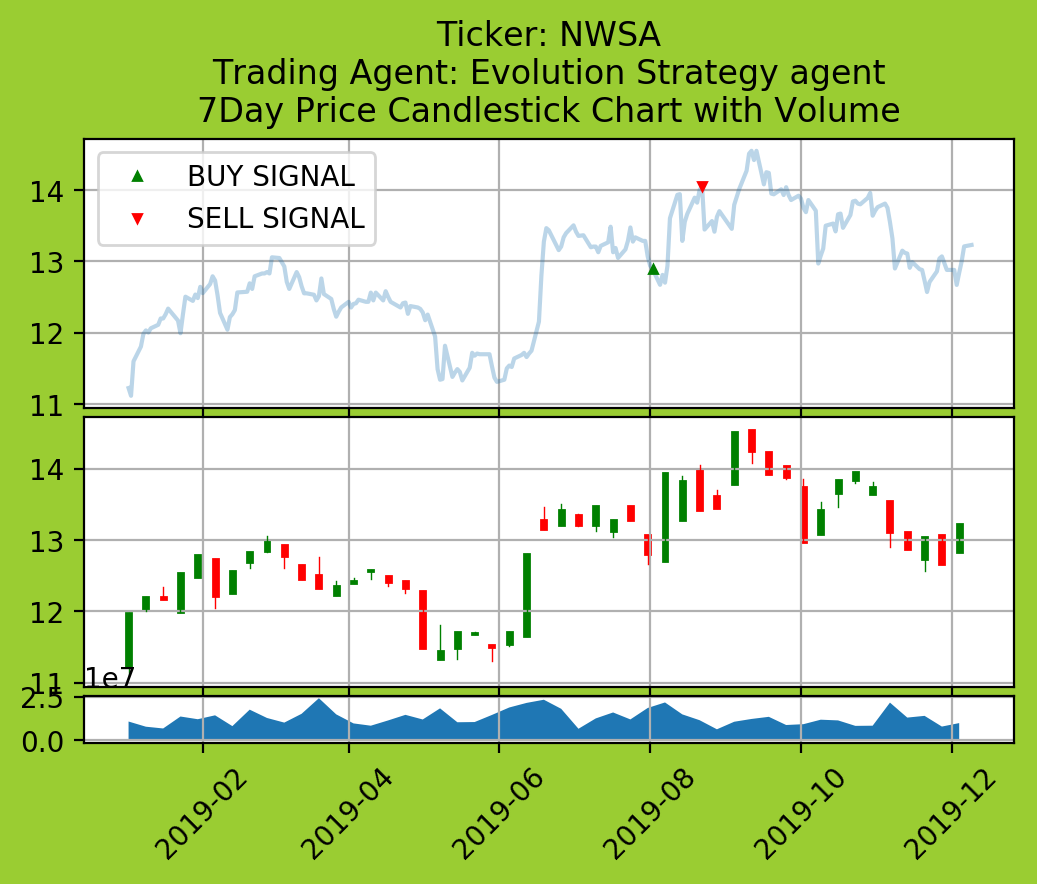 Ticker: NWSA
Trading Agent: Evolution Strategy agent
7Day Price Candlestick Chart with Volume
BUY SIGNAL
SELL SIGNAL
14
13
12
11
14
13
12
11
1e7
2.5
0.0
2019-02
2019-04
2019-06
2019-08
2019-10
2019-12